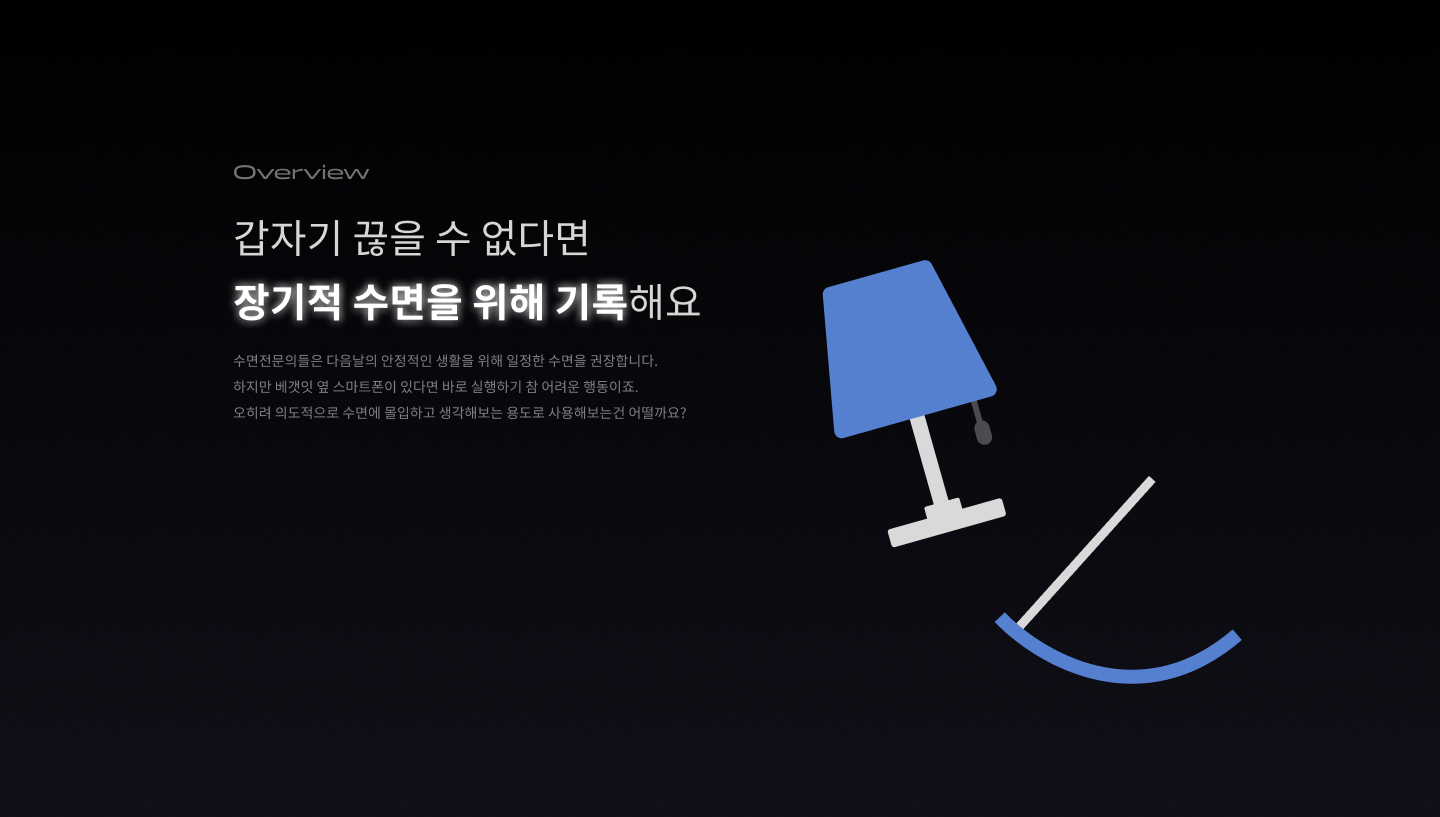 Overview
갑자기 끊을 수 없다면
장기적 수면을 위해 기록해요
수면전문의들은 다음날의 안정적인 생활을 위해 일정한 수면을 권장합니다.
하지만 베갯잇 옆 스마트폰이 있다면 바로 실행하기 참 어려운 행동이죠.
오히려 의도적으로 수면에 몰입하고 생각해보는 용도로 사용해보는건 어떨까요?